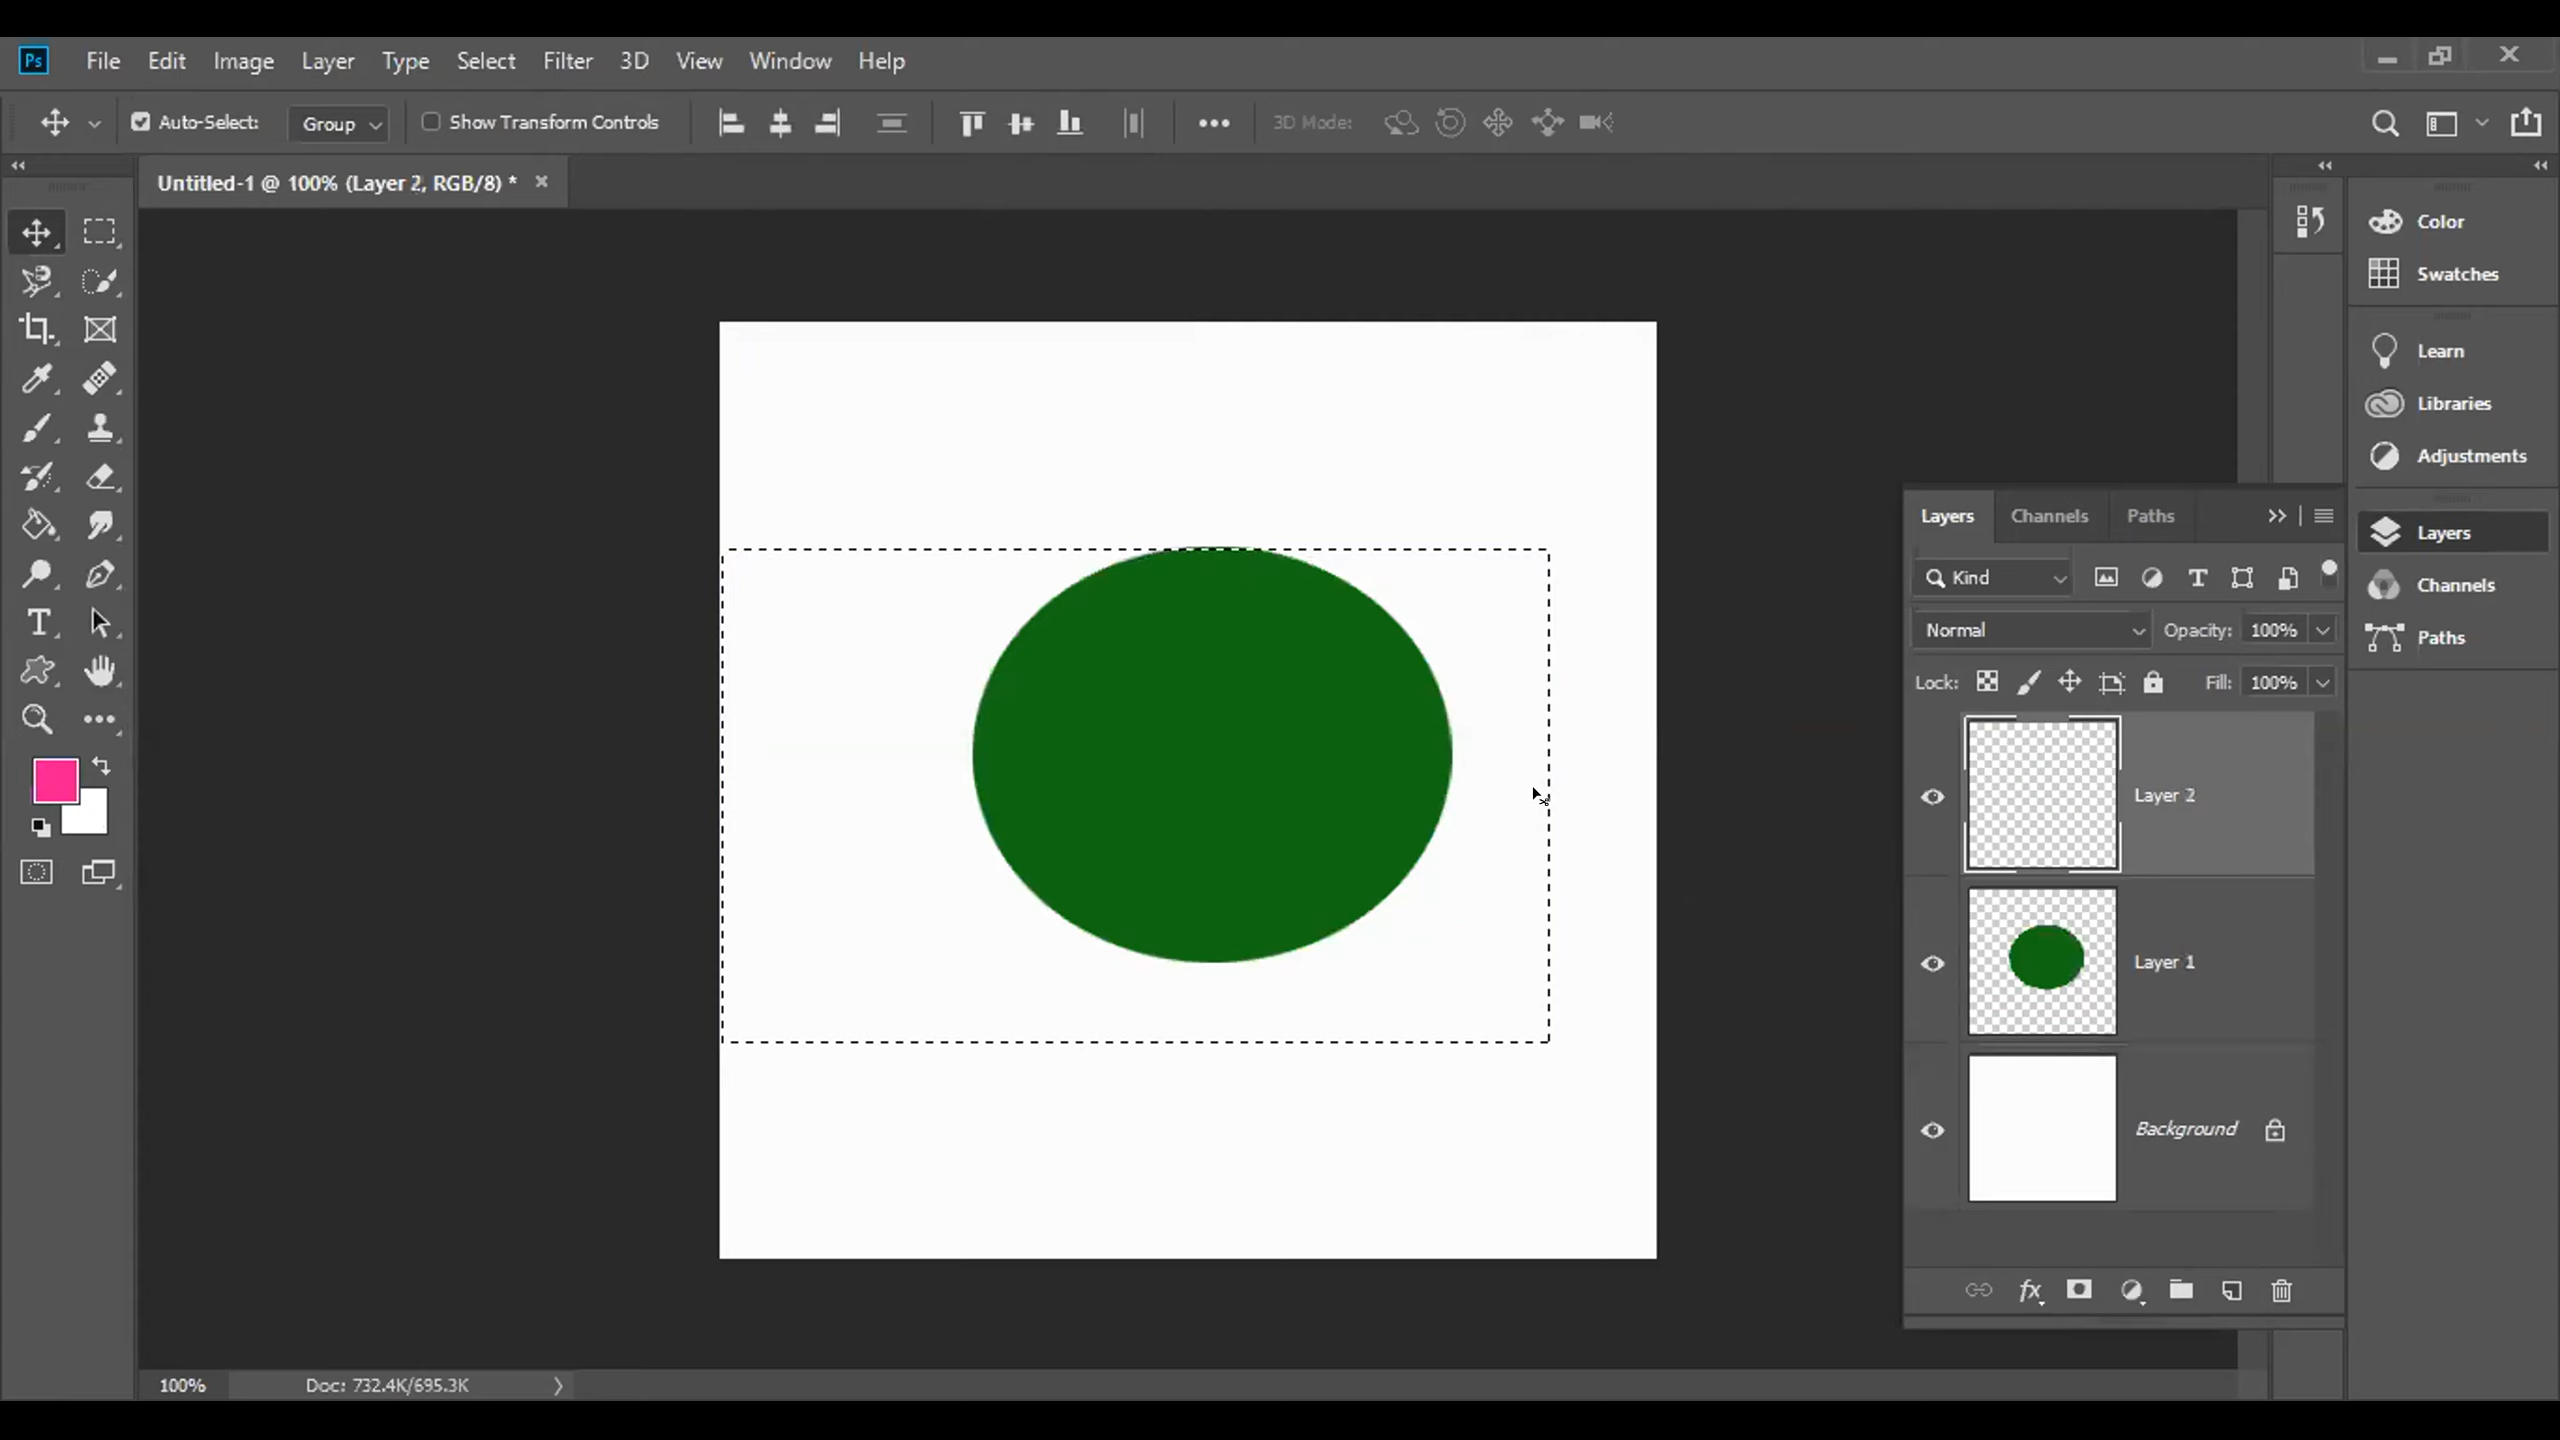 Ps File Edit Image Layer Type Select Filter 3D View Window Help
Auto-Select: Group Show Transform Controls 3D Mode:
Untitled-1 @ 100% (Layer 2, RGB/8) *
Color
Swatches
Learn
Libraries
Adjustments
Layers
Channels
Paths
Layers Channels Paths
Kind
Normal Opacity: 100%
Lock: Fill: 100%
Layer 2
Layer 1
Background
fx
100% Doc: 732.4K/695.3K